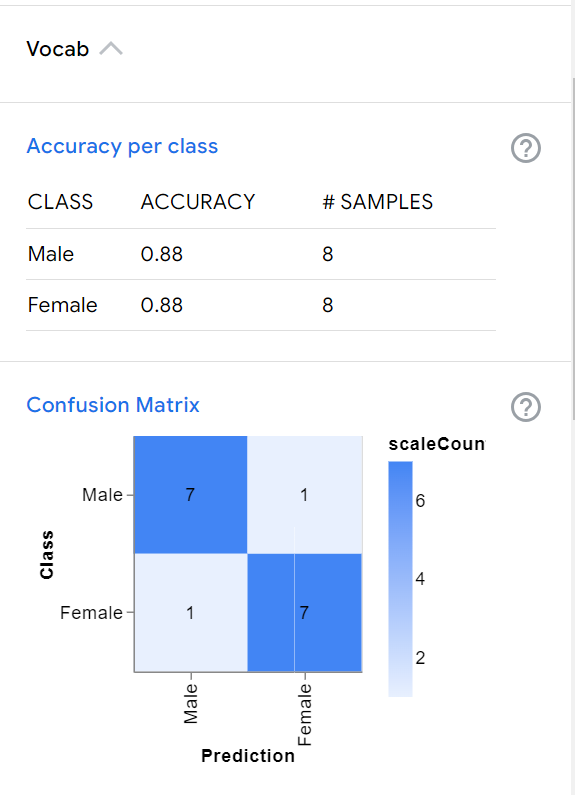 Vocab
Accuracy per class
?
CLASS ACCURACY # SAMPLES
Male 0.88 8
Female 0.88 8
Confusion Matrix
?
scaleCoun
Male 7 1
6
4
Class
Female 1 7
2
Male Female
Prediction